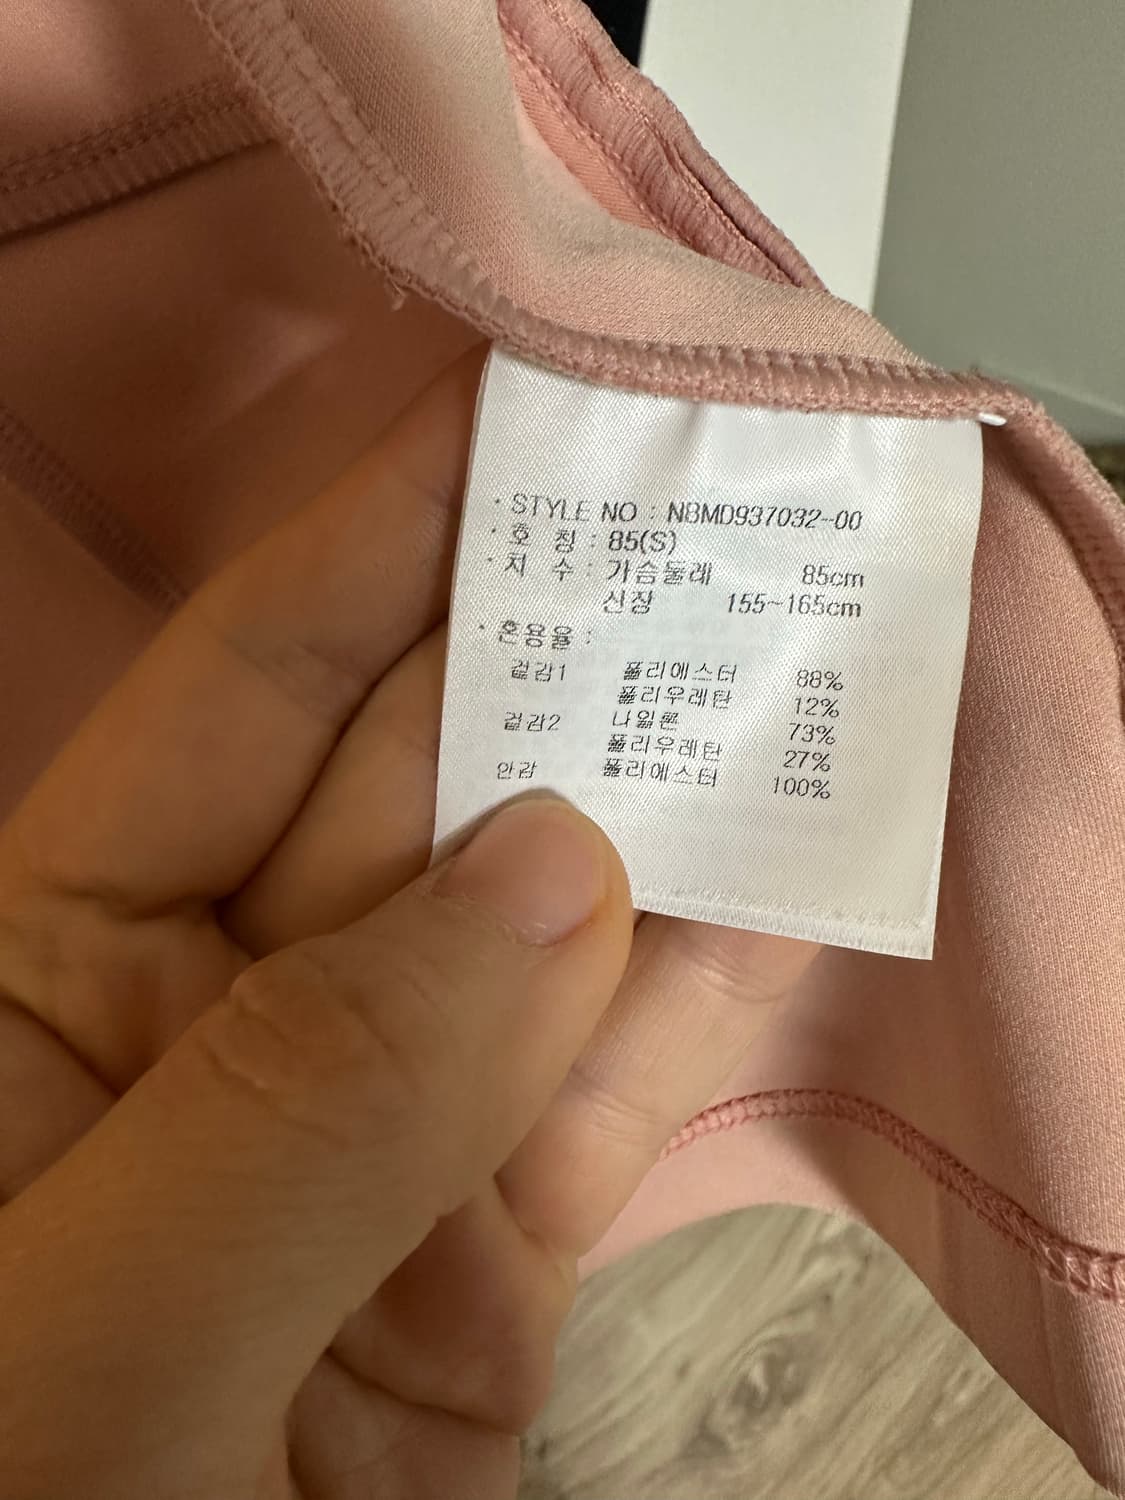 · STYLE NO : NBMD937032-00
· 호 칭 : 85(S)
· 치 수 : 가슴둘레 85cm
신장 155~165cm
· 혼용율 :
겉감1 폴리에스터 88%
폴리우레탄 12%
겉감2 나일론 73%
폴리우레탄 27%
안감 폴리에스터 100%